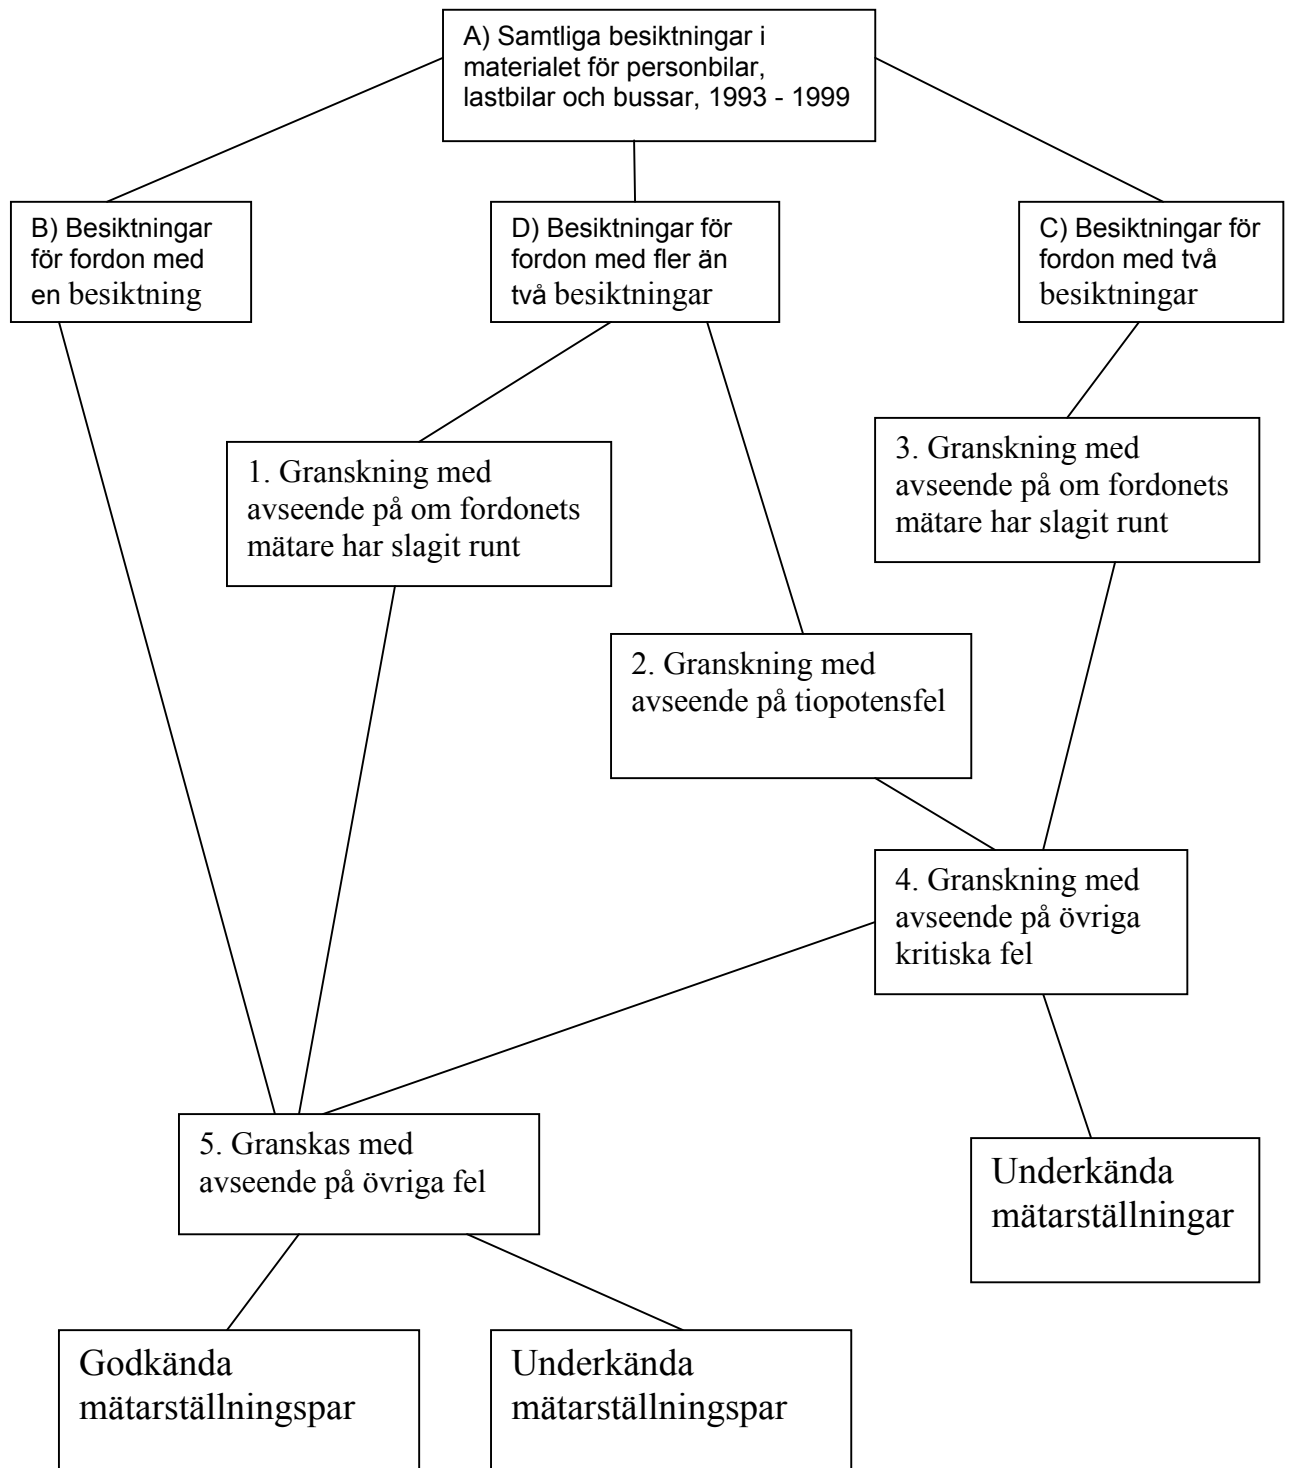 A) Samtliga besiktningar i
materialet för personbilar,
lastbilar och bussar, 1993 - 1999
B) Besiktningar
för fordon med
en besiktning
D) Besiktningar för
fordon med fler än
två besiktningar
C) Besiktningar för
fordon med två
besiktningar
1. Granskning med
avseende på om fordonets
mätare har slagit runt
3. Granskning med
avseende på om fordonets
mätare har slagit runt
2. Granskning med
avseende på tiopotensfel
4. Granskning med
avseende på övriga
kritiska fel
5. Granskas med
avseende på övriga fel
Underkända
mätarställningar
Godkända
mätarställningspar
Underkända
mätarställningspar